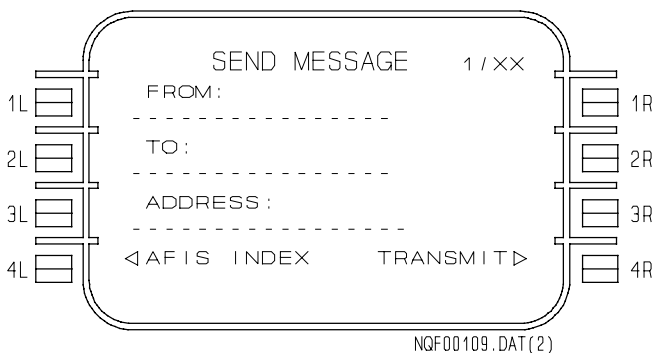 SEND MESSAGE 1/XX
FROM:
1L 1R
- - - - - - - - - - - - - - - -
TO:
2L 2R
- - - - - - - - - - - - - - - -
ADDRESS:
3L 3R
- - - - - - - - - - - - - - - - -
◁AFIS INDEX TRANSMIT▷
4L 4R
NQF00109.DAT(2)